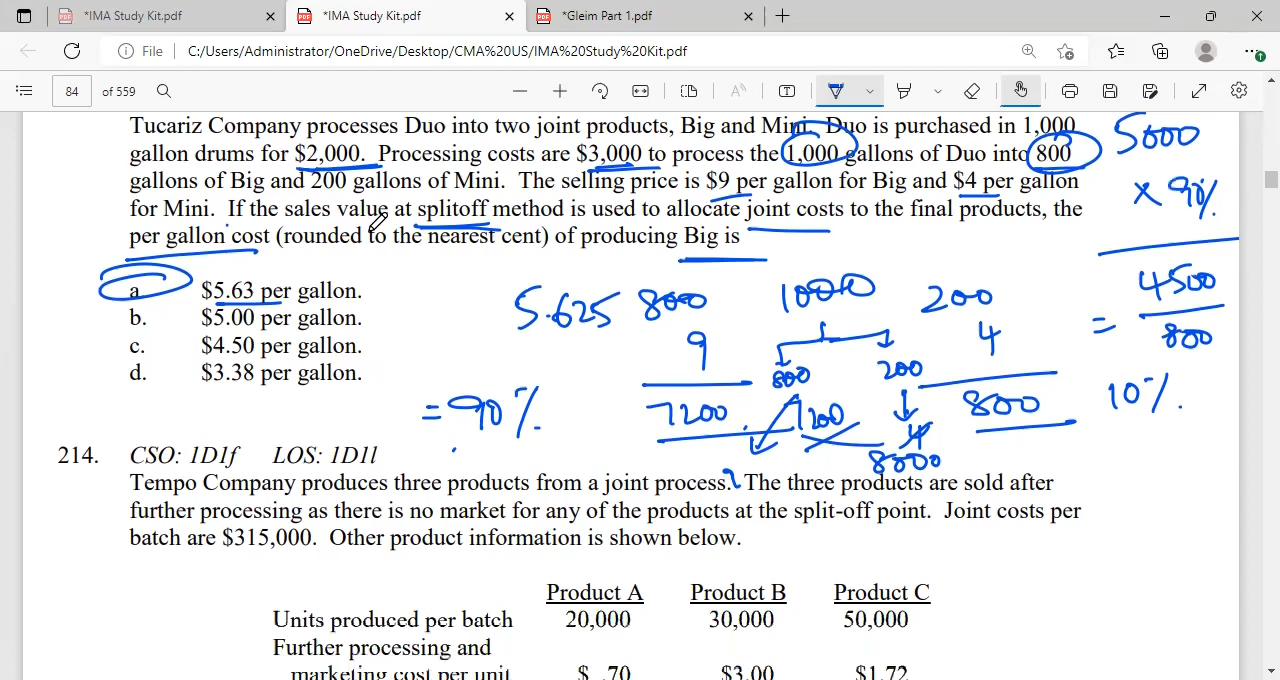 *IMA Study Kit.pdf
*IMA Study Kit.pdf
*Gleim Part 1.pdf
File
C:/Users/Administrator/OneDrive/Desktop/CMA%20US/IMA%20Study%20Kit.pdf
84 of 559
Tucariz Company processes Duo into two joint products, Big and Mini. Duo is purchased in 1,000
gallon drums for $2,000. Processing costs are $3,000 to process the 1,000 gallons of Duo into 800
gallons of Big and 200 gallons of Mini. The selling price is $9 per gallon for Big and $4 per gallon
for Mini. If the sales value at splitoff method is used to allocate joint costs to the final products, the
per gallon cost (rounded to the nearest cent) of producing Big is
5000
x 90%
4500
= 800
10%
a. $5.63 per gallon.
b. $5.00 per gallon.
c. $4.50 per gallon.
d. $3.38 per gallon.
5.625 800 1000 200
9 4
800 200
= 90% 7200 7200 4 800
8000
214. CSO: 1D1f LOS: 1D1l
Tempo Company produces three products from a joint process. The three products are sold after
further processing as there is no market for any of the products at the split-off point. Joint costs per
batch are $315,000. Other product information is shown below.
Product A Product B Product C
Units produced per batch 20,000 30,000 50,000
Further processing and
marketing cost per unit $ .70 $3.00 $1.72